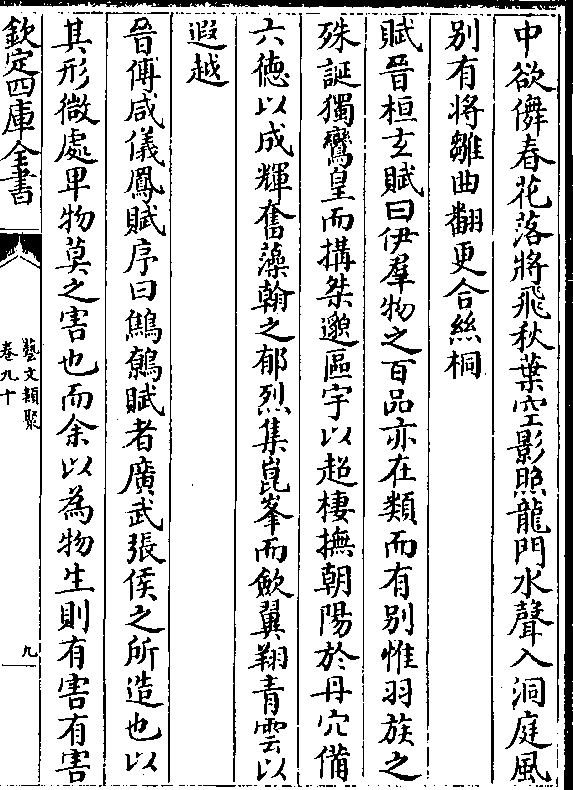 中欲儛春花落將飛秋葉空影照龍門水聲入洞庭風
别有將雛曲翻更合絲桐
賦晉桓玄賦曰伊羣物之百品亦在類而有别惟羽族之
殊誕獨鸞皇而搆桀邈區宇以超棲撫朝陽於丹穴備
六德以成輝奮藻翰之郁烈集崑峯而歛翼翔青雲以
遐越
晉傅咸儀鳳賦序曰鷦鷯賦者廣武張侯之所造也以
其形微處卑物莫之害也而余以為物生則有害有害
欽定四庫全書
藝文類聚
卷九十
九